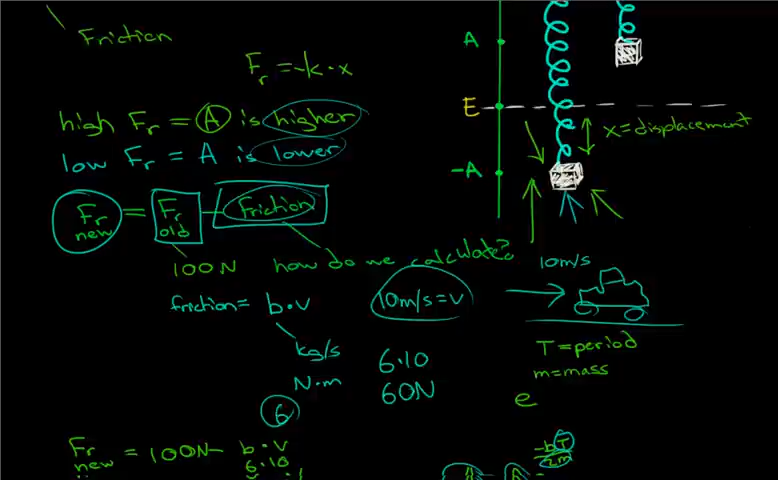 Friction
Fr = -k·x
high Fr = A is higher
low Fr = A is lower
Fr new = Fr old - friction
100N how do we calculate?
friction = b·v
10m/s = v
kg/s
N·m
6·10
60N
6
Fr new = 100N - b·v
6·10
A
E
-A
x = displacement
10m/s
T = period
m = mass
e
-bT
2m
A